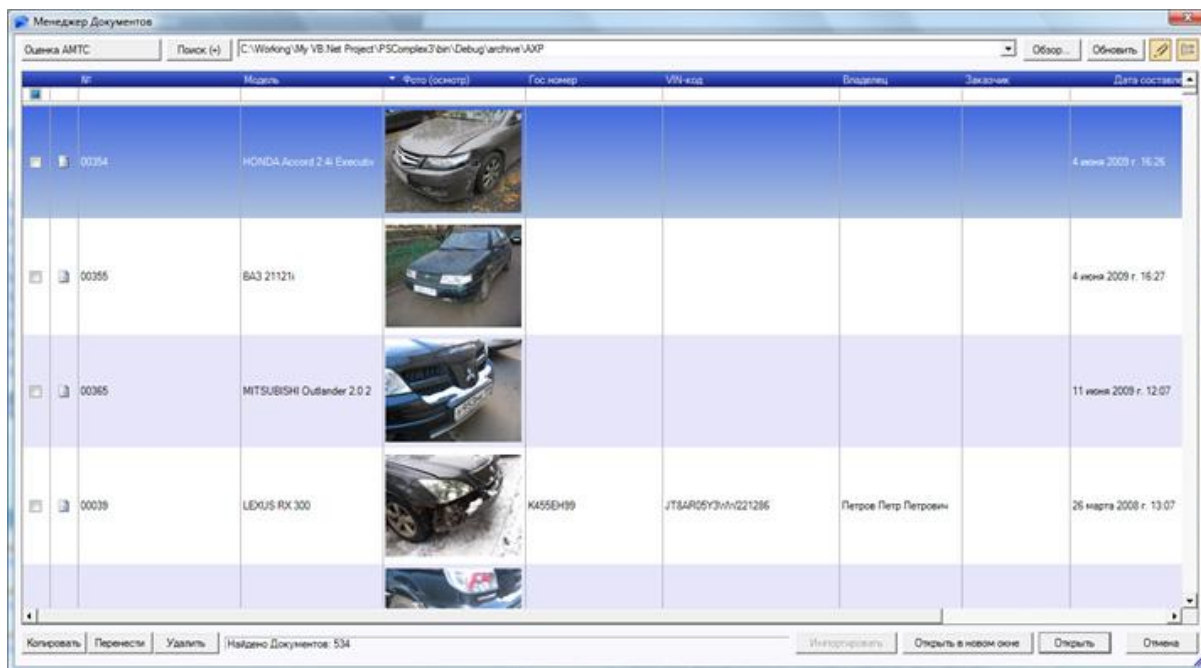 Менеджер Документов
Оценка АМТС Поиск (+) C:\Working\My VB.Net Project\PSComplex3\bin\Debug\archive\AXP Обзор... Обновить
№ Модель Фото (осмотр) Гос.номер VIN-код Владелец Заказчик Дата составле
00354 HONDA Accord 2.4i Executiv 4 июня 2009 г. 16:26
00355 ВАЗ 21121i 4 июня 2009 г. 16:27
00365 MITSUBISHI Outlander 2.0 2 11 июня 2009 г. 12:07
00039 LEXUS RX 300 К455ЕН99 Петров Петр Петрович 26 марта 2008 г. 13:07
Копировать Перенести Удалить Найдено Документов: 534 Импортировать Открыть в новом окне Открыть Отмена